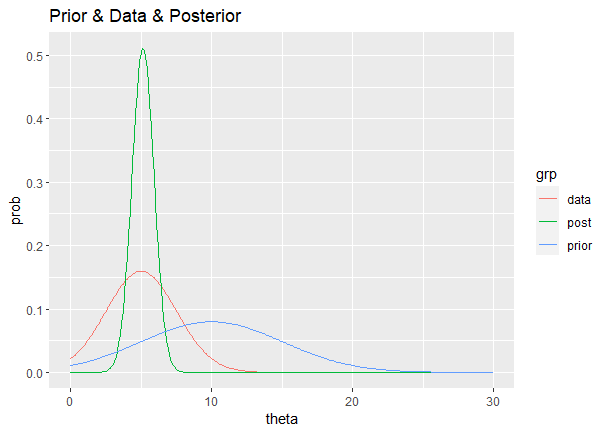 Prior & Data & Posterior
prob
0.5
0.4
0.3
0.2
0.1
0.0
0
10
20
30
theta
grp
data
post
prior